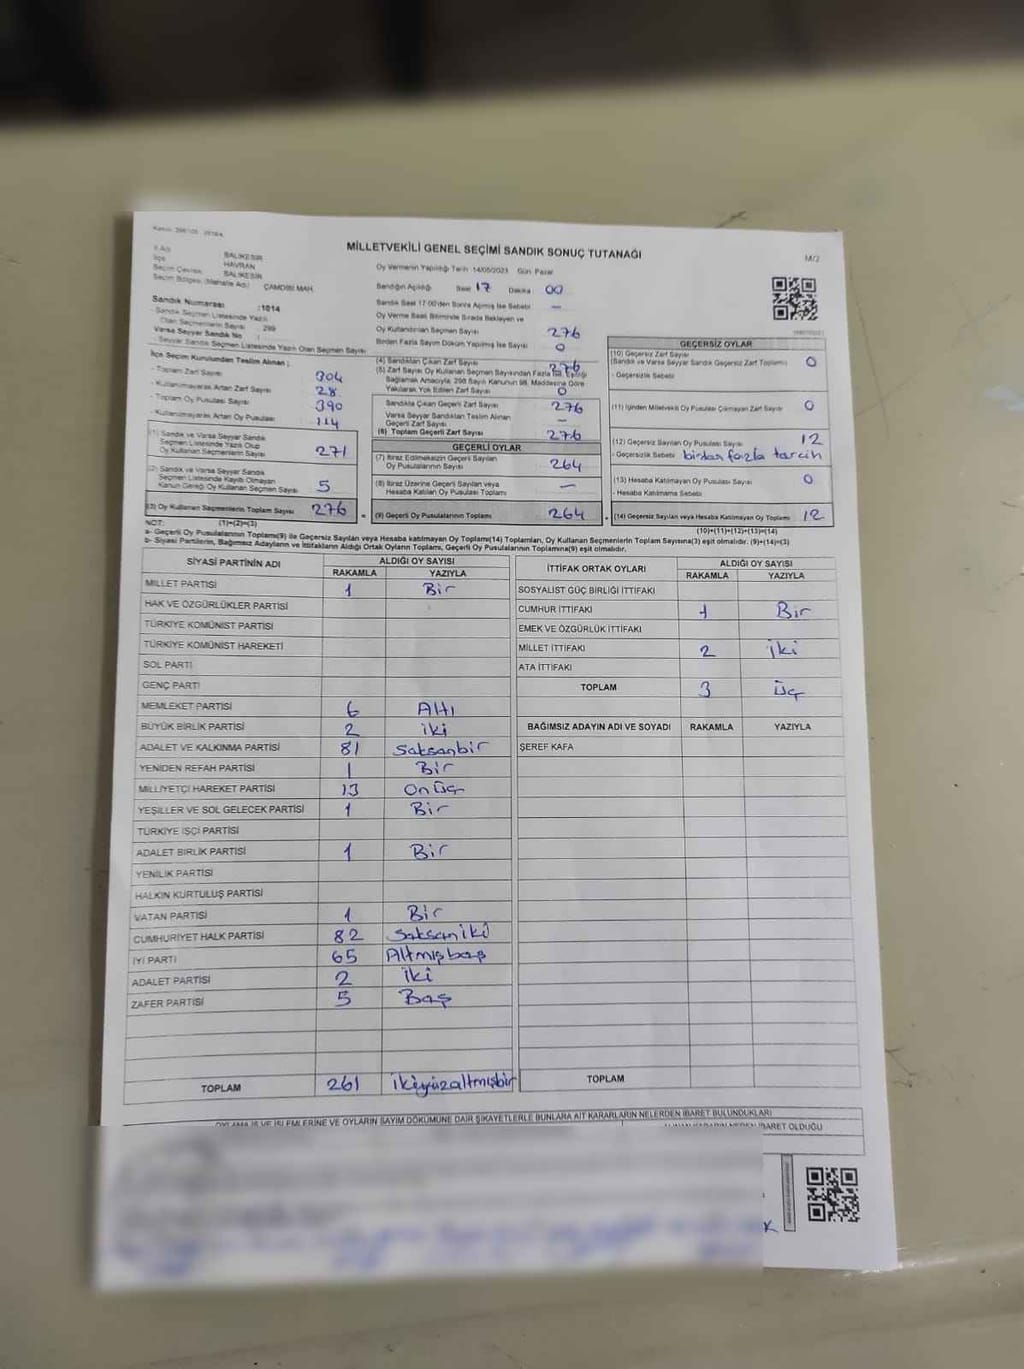 MİLLETVEKİLİ GENEL SEÇİMİ SANDIK SONUÇ TUTANAĞI
M/2
İl Adı BALIKESİR
İlçe HAVRAN
Seçim Çevresi BALIKESİR
Seçim Bölgesi (Mahalle Adı) ÇAMDİBİ MAH.
Oy Vermenin Yapıldığı Tarih 14/05/2023 Gün Pazar
Sandığın Açıldığı Saat 17 Dakika 00
Sandık Numarası :1014
Sandık Seçmen Listesinde Yazılı Olan Seçmenlerin Sayısı : 299
Varsa Seyyar Sandık No :
Seyyar Sandık Seçmen Listesinde Yazılı Olan Seçmen Sayısı
Sandık Saat 17.00'den Sonra Açılmış İse Sebebi –
Oy Verme Saati Bitiminde Sırada Bekleyen ve
Oy Kullandırılan Seçmen Sayısı 276
Birden Fazla Sayım Döküm Yapılmış İse Sayısı 0
İlçe Seçim Kurulundan Teslim Alınan :
- Toplam Zarf Sayısı 304
- Kullanılmayarak Artan Zarf Sayısı 28
- Toplam Oy Pusulası Sayısı 390
- Kullanılmayarak Artan Oy Pusulası 114
(1) Sandık ve Varsa Seyyar Sandık
Seçmen Listesinde Yazılı Olup
Oy Kullanan Seçmenlerin Sayısı 271
(2) Sandık ve Varsa Seyyar Sandık
Seçmen Listesinde Kayıtlı Olmayan
Kanun Gereği Oy Kullanan Seçmen Sayısı 5
(3) Oy Kullanan Seçmenlerin Toplam Sayısı 276
(1)+(2)=(3)
(4) Sandıktan Çıkan Zarf Sayısı 276
(5) Zarf Sayısı Oy Kullanan Seçmen Sayısından Fazla İse, Eşitliği
Bağlamak Amacıyla, 298 Sayılı Kanunun 98. Maddesine Göre
Yakılarak Yok Edilen Zarf Sayısı 0
Sandıkta Çıkan Geçerli Zarf Sayısı 276
Varsa Seyyar Sandıktan Teslim Alınan
Geçerli Zarf Sayısı –
(6) Toplam Geçerli Zarf Sayısı 276
GEÇERLİ OYLAR
(7) İtiraz Edilmeksizin Geçerli Sayılan
Oy Pusulalarının Sayısı 264
(8) İtiraz Üzerine Geçerli Sayılan veya
Hesaba Katılan Oy Pusulası Toplamı –
(9) Geçerli Oy Pusulalarının Toplamı 264
GEÇERSİZ OYLAR
(10) Geçersiz Zarf Sayısı
(Sandık ve Varsa Seyyar Sandık Geçersiz Zarf Toplamı) 0
- Geçersizlik Sebebi
(11) İçinden Milletvekili Oy Pusulası Çıkmayan Zarf Sayısı 0
(12) Geçersiz Sayılan Oy Pusulası Sayısı 12
- Geçersizlik Sebebi birden fazla tercih
(13) Hesaba Katılmayan Oy Pusulası Sayısı 0
- Hesaba Katılmama Sebebi
(14) Geçersiz Sayılan veya Hesaba Katılmayan Oy Toplamı 12
(10)+(11)+(12)+(13)=(14)
NOT:
a- Geçerli Oy Pusulalarının Toplamı(9) ile Geçersiz Sayılan veya Hesaba katılmayan Oy Toplamı(14) Toplamları, Oy Kullanan Seçmenlerin Toplam Sayısına(3) eşit olmalıdır. (9)+(14)=(3)
b- Siyasi Partilerin, Bağımsız Adayların ve İttifakların Aldığı Ortak Oyların Toplamı, Geçerli Oy Pusulalarının Toplamına(9) eşit olmalıdır.
SİYASİ PARTİNİN ADI ALDIĞI OY SAYISI
RAKAMLA YAZIYLA
MİLLET PARTİSİ 1 Bir
HAK VE ÖZGÜRLÜKLER PARTİSİ
TÜRKİYE KOMÜNİST PARTİSİ
TÜRKİYE KOMÜNİST HAREKETİ
SOL PARTİ
GENÇ PARTİ
MEMLEKET PARTİSİ 6 Altı
BÜYÜK BİRLİK PARTİSİ 2 iki
ADALET VE KALKINMA PARTİSİ 81 Seksenbir
YENİDEN REFAH PARTİSİ 1 Bir
MİLLİYETÇİ HAREKET PARTİSİ 13 Onüç
YEŞİLLER VE SOL GELECEK PARTİSİ 1 Bir
TÜRKİYE İŞÇİ PARTİSİ
ADALET BİRLİK PARTİSİ 1 Bir
YENİLİK PARTİSİ
HALKIN KURTULUŞ PARTİSİ
VATAN PARTİSİ 1 Bir
CUMHURİYET HALK PARTİSİ 82 Seksen iki
İYİ PARTİ 65 Altmışbeş
ADALET PARTİSİ 2 iki
ZAFER PARTİSİ 5 Beş
TOPLAM 261 ikiyüzaltmışbir
İTTİFAK ORTAK OYLARI ALDIĞI OY SAYISI
RAKAMLA YAZIYLA
SOSYALİST GÜÇ BİRLİĞİ İTTİFAKI
CUMHUR İTTİFAKI 1 Bir
EMEK VE ÖZGÜRLÜK İTTİFAKI
MİLLET İTTİFAKI 2 iki
ATA İTTİFAKI
TOPLAM 3 üç
BAĞIMSIZ ADAYIN ADI VE SOYADI RAKAMLA YAZIYLA
ŞEREF KAFA
TOPLAM
OYLAMA İŞ VE İŞLEMLERİNE VE OYLARIN SAYIM DÖKÜMÜNE DAİR ŞİKAYETLERLE BUNLARA AİT KARARLARIN NELERDEN İBARET BULUNDUKLARI